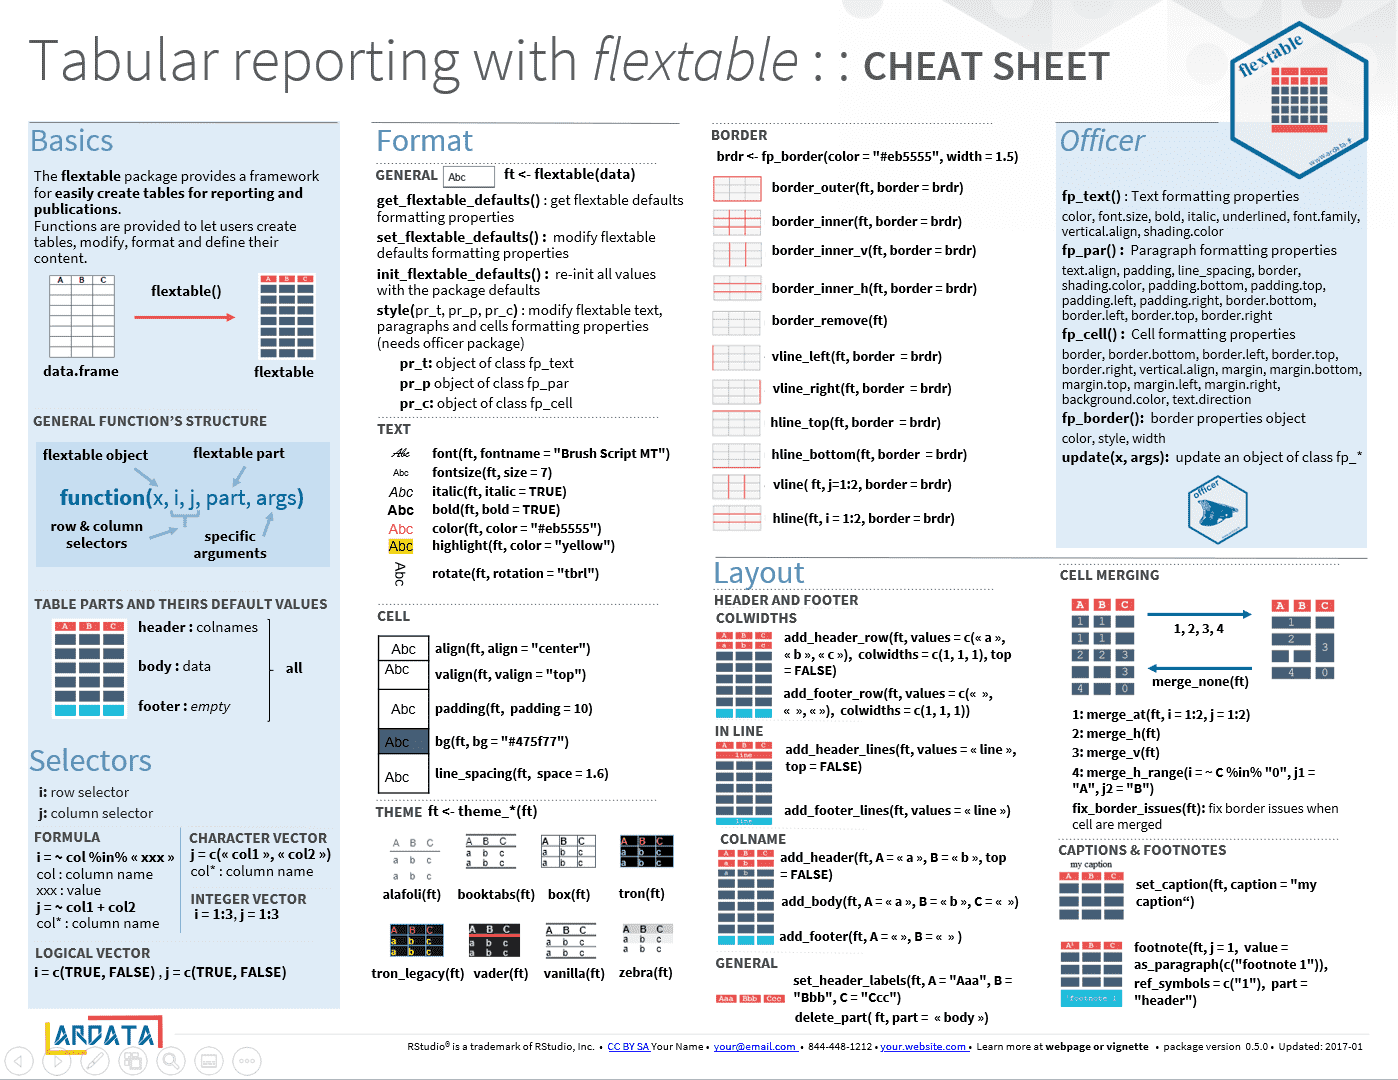 Tabular reporting with flextable : : CHEAT SHEET
flextable
www.ardata.fr
Basics
The flextable package provides a framework
for easily create tables for reporting and
publications.
Functions are provided to let users create
tables, modify, format and define their
content.
A B C
flextable()
A B C
data.frame
flextable
GENERAL FUNCTION'S STRUCTURE
flextable object
flextable part
function(x, i, j, part, args)
row & column
selectors
specific
arguments
TABLE PARTS AND THEIRS DEFAULT VALUES
A B C
header : colnames
body : data
all
footer : empty
Selectors
i: row selector
j: column selector
FORMULA
i = ~ col %in% « xxx »
col : column name
xxx : value
j = ~ col1 + col2
col* : column name
CHARACTER VECTOR
j = c(« col1 », « col2 »)
col* : column name
INTEGER VECTOR
i = 1:3, j = 1:3
LOGICAL VECTOR
i = c(TRUE, FALSE) , j = c(TRUE, FALSE)
Format
GENERAL Abc ft <- flextable(data)
get_flextable_defaults() : get flextable defaults
formatting properties
set_flextable_defaults() : modify flextable
defaults formatting properties
init_flextable_defaults() : re-init all values
with the package defaults
style(pr_t, pr_p, pr_c) : modify flextable text,
paragraphs and cells formatting properties
(needs officer package)
pr_t: object of class fp_text
pr_p object of class fp_par
pr_c: object of class fp_cell
TEXT
Abc font(ft, fontname = "Brush Script MT")
Abc fontsize(ft, size = 7)
Abc italic(ft, italic = TRUE)
Abc bold(ft, bold = TRUE)
Abc color(ft, color = "#eb5555")
Abc highlight(ft, color = "yellow")
Abc rotate(ft, rotation = "tbrl")
CELL
Abc align(ft, align = "center")
Abc valign(ft, valign = "top")
Abc padding(ft, padding = 10)
Abc bg(ft, bg = "#475f77")
Abc line_spacing(ft, space = 1.6)
THEME ft <- theme_*(ft)
A B C
a b c
a b c
A B C
a b c
a b c
A B C
a b c
a b c
A B C
a b c
a b c
alafoli(ft) booktabs(ft) box(ft) tron(ft)
A B C
a b c
a b c
A B C
a b c
a b c
A B C
a b c
a b c
A B C
a b c
a b c
tron_legacy(ft) vader(ft) vanilla(ft) zebra(ft)
BORDER
brdr <- fp_border(color = "#eb5555", width = 1.5)
border_outer(ft, border = brdr)
border_inner(ft, border = brdr)
border_inner_v(ft, border = brdr)
border_inner_h(ft, border = brdr)
border_remove(ft)
vline_left(ft, border = brdr)
vline_right(ft, border = brdr)
hline_top(ft, border = brdr)
hline_bottom(ft, border = brdr)
vline( ft, j=1:2, border = brdr)
hline(ft, i = 1:2, border = brdr)
Officer
fp_text() : Text formatting properties
color, font.size, bold, italic, underlined, font.family,
vertical.align, shading.color
fp_par() : Paragraph formatting properties
text.align, padding, line_spacing, border,
shading.color, padding.bottom, padding.top,
padding.left, padding.right, border.bottom,
border.left, border.top, border.right
fp_cell() : Cell formatting properties
border, border.bottom, border.left, border.top,
border.right, vertical.align, margin, margin.bottom,
margin.top, margin.left, margin.right,
background.color, text.direction
fp_border(): border properties object
color, style, width
update(x, args): update an object of class fp_*
officer
Layout
HEADER AND FOOTER
COLWIDTHS
A B C
a b c
add_header_row(ft, values = c(« a »,
« b », « c »), colwidths = c(1, 1, 1), top
= FALSE)
add_footer_row(ft, values = c(« »,
« », « »), colwidths = c(1, 1, 1))
IN LINE
A B C
line
add_header_lines(ft, values = « line »,
top = FALSE)
add_footer_lines(ft, values = « line »)
line
COLNAME
A B C
a b
a b c
add_header(ft, A = « a », B = « b », top
= FALSE)
add_body(ft, A = « a », B = « b », C = « »)
add_footer(ft, A = « », B = « » )
GENERAL
Aaa Bbb Ccc
set_header_labels(ft, A = "Aaa", B =
"Bbb", C = "Ccc")
delete_part( ft, part = « body »)
CELL MERGING
A B C
1 1
1 1
2 2 3
3
4 0
1, 2, 3, 4
merge_none(ft)
A B C
1
2
3
4 0
1: merge_at(ft, i = 1:2, j = 1:2)
2: merge_h(ft)
3: merge_v(ft)
4: merge_h_range(i = ~ C %in% "0", j1 =
"A", j2 = "B")
fix_border_issues(ft): fix border issues when
cell are merged
CAPTIONS & FOOTNOTES
my caption
A B C
set_caption(ft, caption = "my
caption“)
A¹ B C
¹footnote 1
footnote(ft, j = 1, value =
as_paragraph(c("footnote 1")),
ref_symbols = c("1"), part =
"header")
ARDATA
RStudio® is a trademark of RStudio, Inc. • CC BY SA Your Name • your@email.com • 844-448-1212 • your.website.com • Learn more at webpage or vignette • package version 0.5.0 • Updated: 2017-01